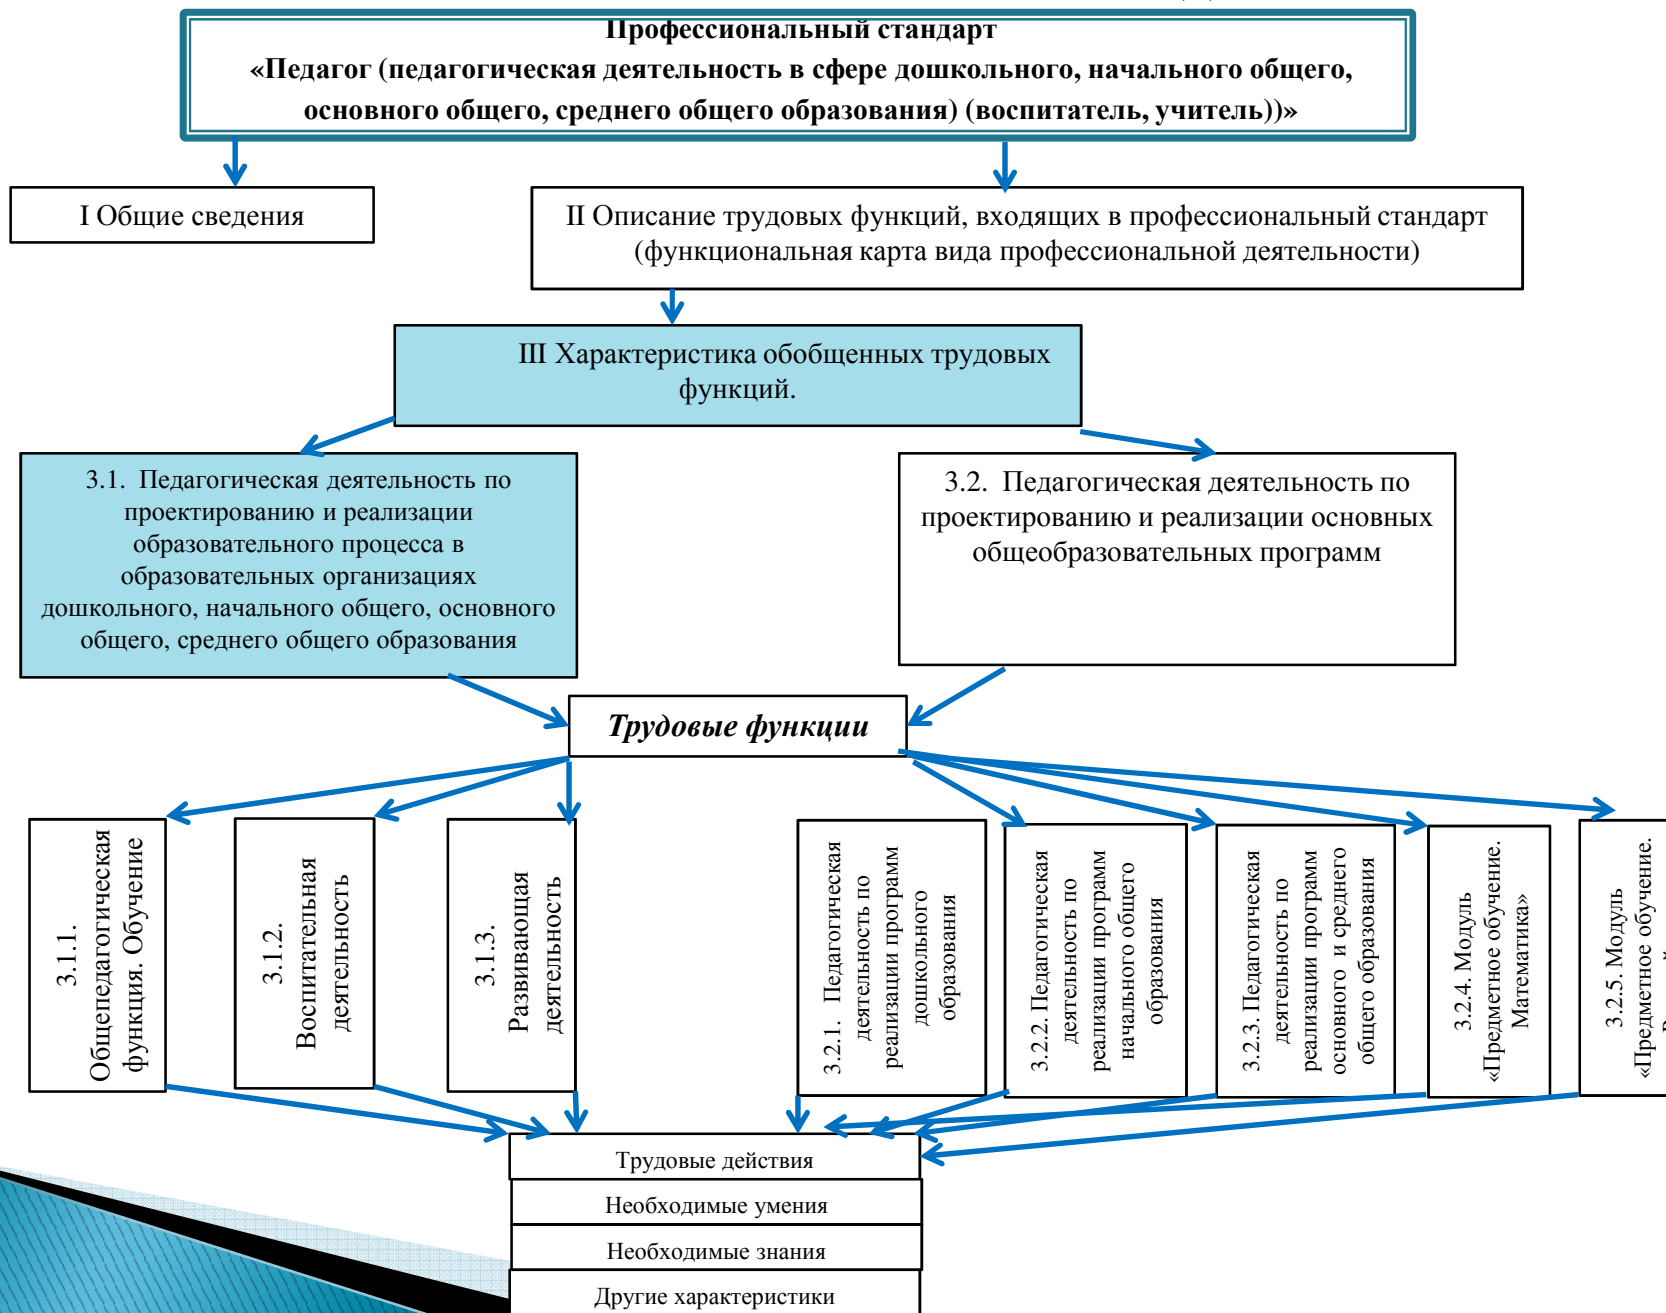 Профессиональный стандарт
«Педагог (педагогическая деятельность в сфере дошкольного, начального общего,
основного общего, среднего общего образования) (воспитатель, учитель))»
I Общие сведения
II Описание трудовых функций, входящих в профессиональный стандарт
(функциональная карта вида профессиональной деятельности)
III Характеристика обобщенных трудовых
функций.
3.1. Педагогическая деятельность по
проектированию и реализации
образовательного процесса в
образовательных организациях
дошкольного, начального общего, основного
общего, среднего общего образования
3.2. Педагогическая деятельность по
проектированию и реализации основных
общеобразовательных программ
Трудовые функции
3.1.1.
Общепедагогическая
функция. Обучение
3.1.2.
Воспитательная
деятельность
3.1.3.
Развивающая
деятельность
3.2.1. Педагогическая
деятельность по
реализации программ
дошкольного
образования
3.2.2. Педагогическая
деятельность по
реализации программ
начального общего
образования
3.2.3. Педагогическая
деятельность по
реализации программ
основного и среднего
общего образования
3.2.4. Модуль
«Предметное обучение.
Математика»
3.2.5. Модуль
«Предметное обучение.
Трудовые действия
Необходимые умения
Необходимые знания
Другие характеристики